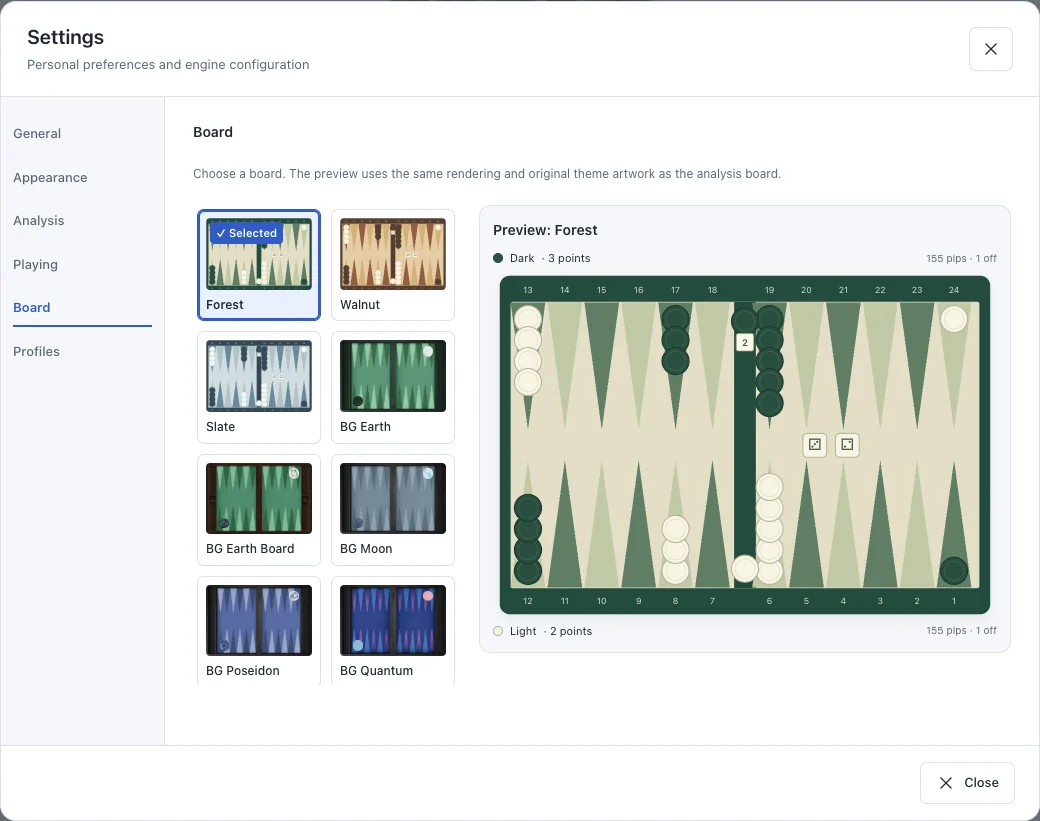 Settings
Personal preferences and engine configuration
General
Appearance
Analysis
Playing
Board
Profiles
Board
Choose a board. The preview uses the same rendering and original theme artwork as the analysis board.
✓ Selected
Forest
Walnut
Slate
BG Earth
BG Earth Board
BG Moon
BG Poseidon
BG Quantum
Preview: Forest
Dark · 3 points
155 pips · 1 off
13 14 15 16 17 18 19 20 21 22 23 24
2
12 11 10 9 8 7 6 5 4 3 2 1
Light · 2 points
155 pips · 1 off
Close